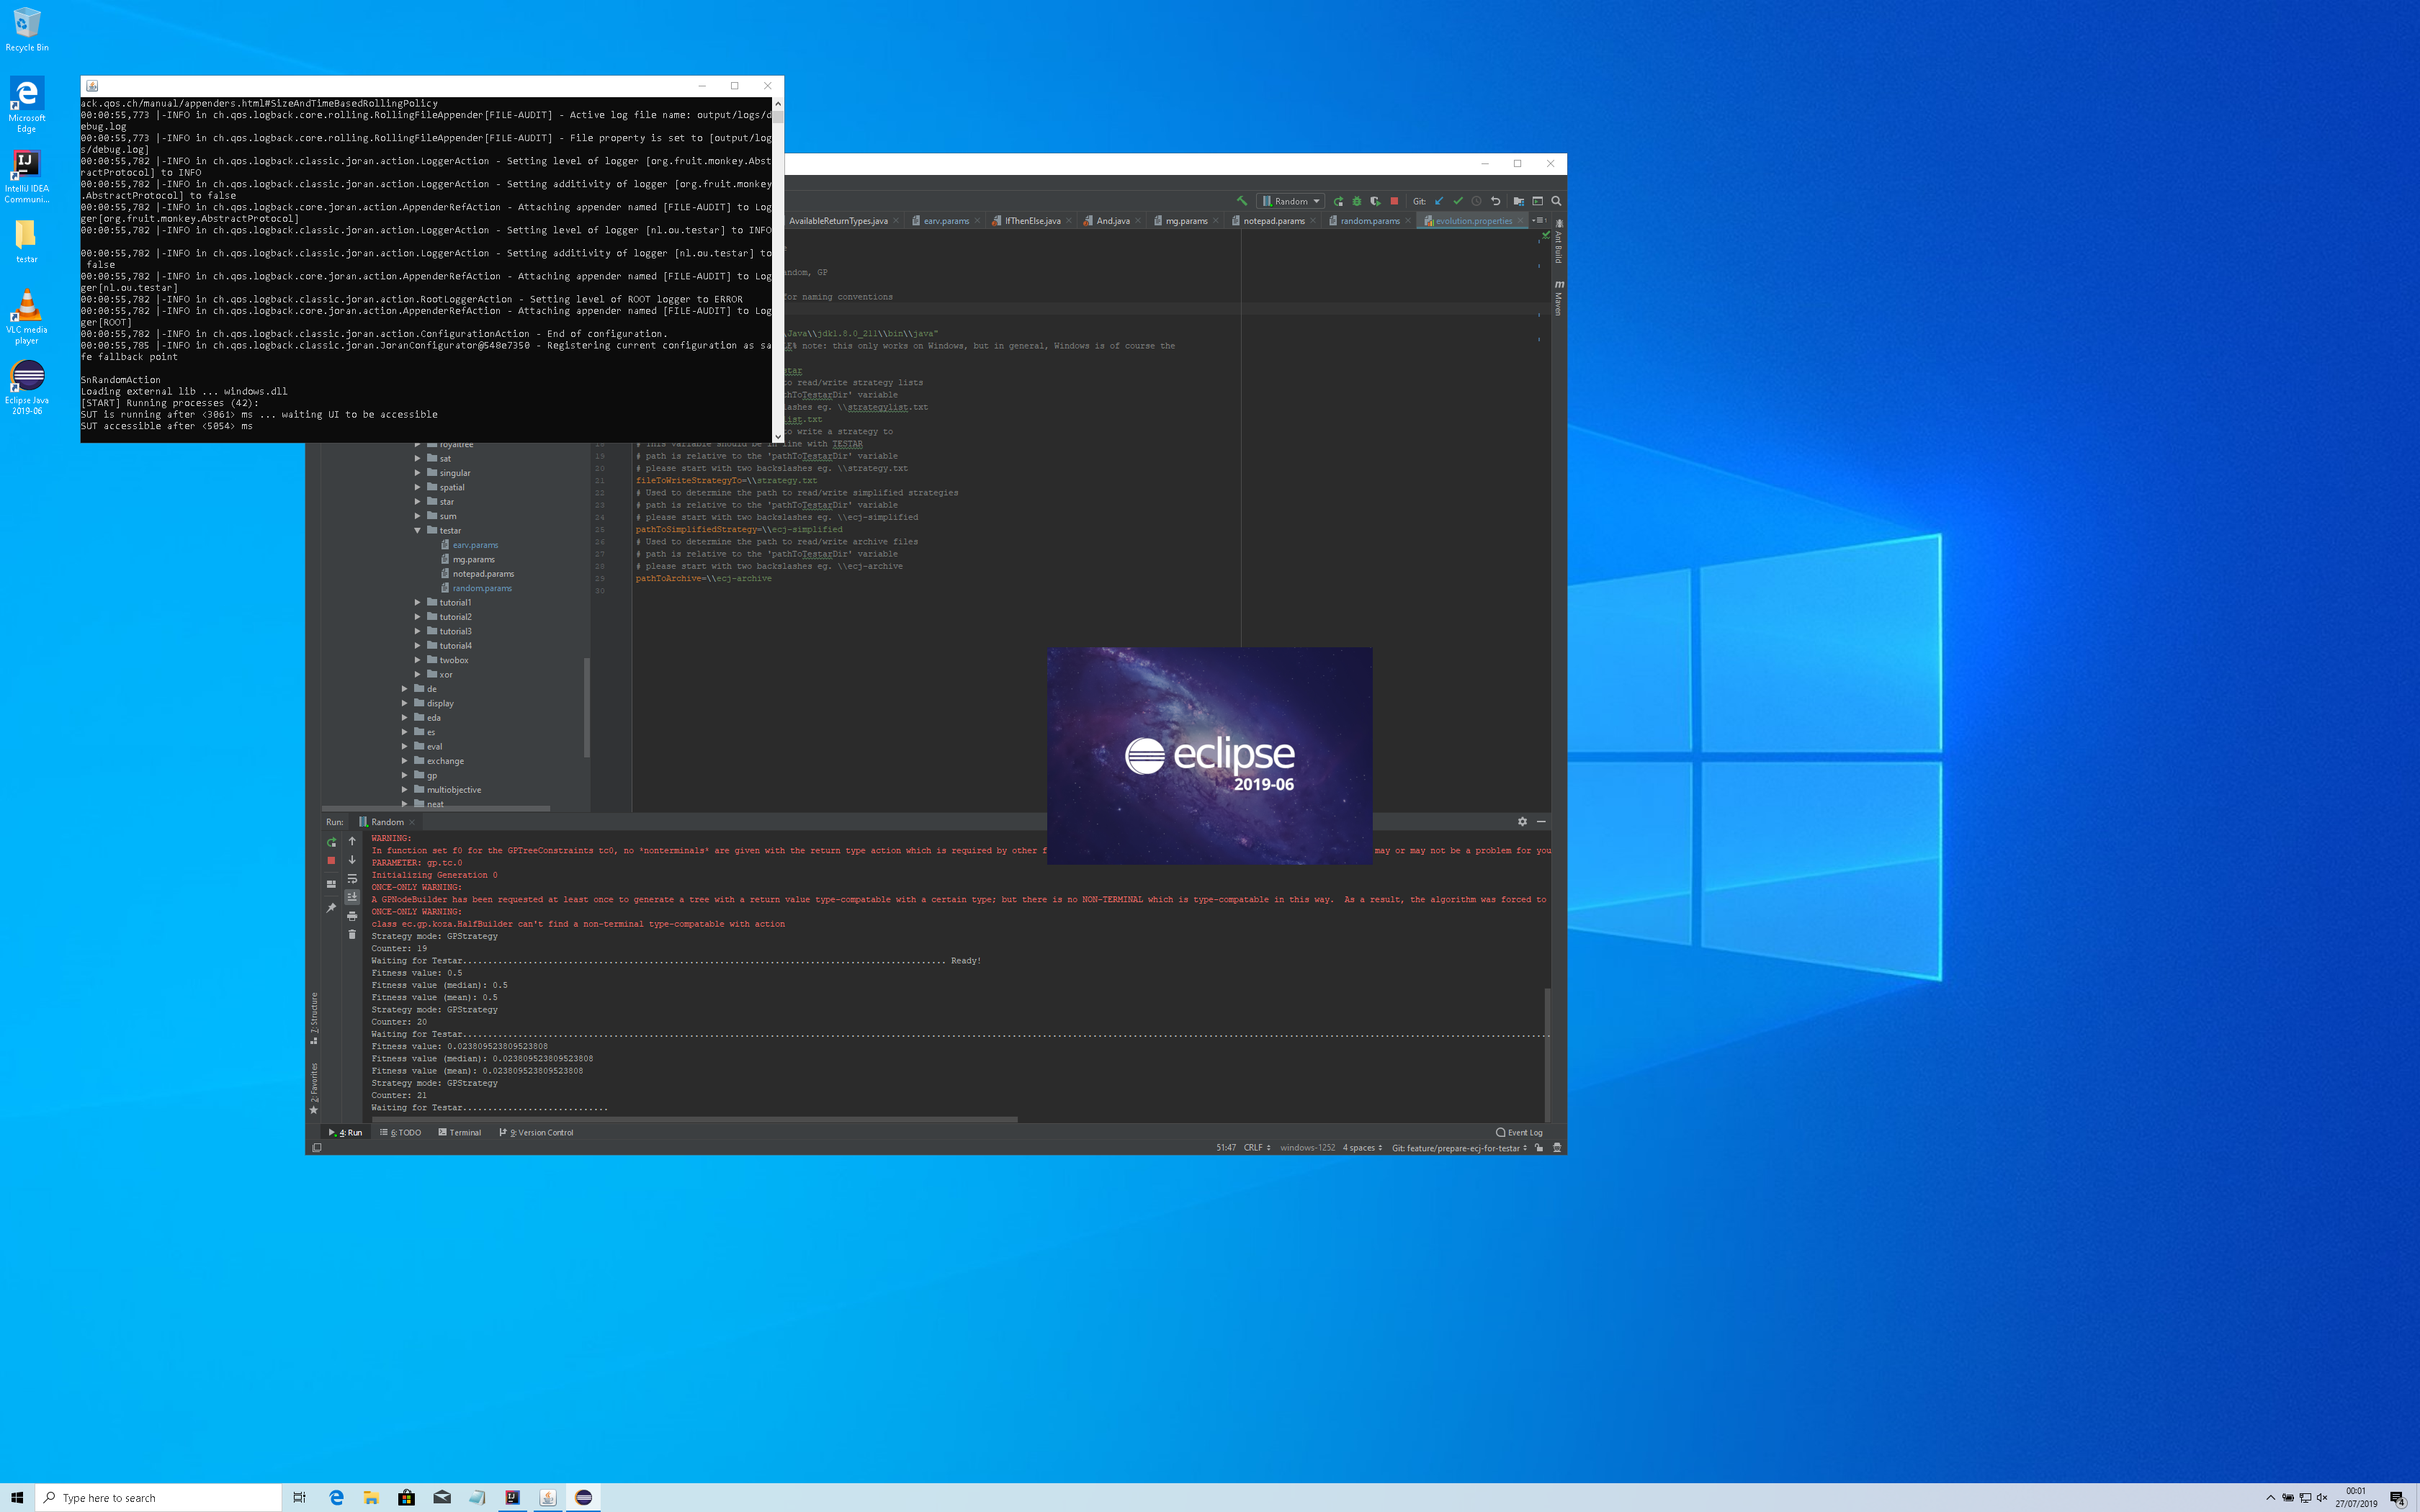 Recycle Bin
Microsoft
Edge
IntelliJ IDEA
Communi...
testar
VLC media
player
Eclipse Java
2019-06
ack.qos.ch/manual/appenders.html#SizeAndTimeBasedRollingPolicy
00:00:55,773 |-INFO in ch.qos.logback.core.rolling.RollingFileAppender[FILE-AUDIT] - Active log file name: output/logs/d
ebug.log
00:00:55,773 |-INFO in ch.qos.logback.core.rolling.RollingFileAppender[FILE-AUDIT] - File property is set to [output/log
s/debug.log]
00:00:55,782 |-INFO in ch.qos.logback.classic.joran.action.LoggerAction - Setting level of logger [org.fruit.monkey.Abst
ractProtocol] to INFO
00:00:55,782 |-INFO in ch.qos.logback.classic.joran.action.LoggerAction - Setting additivity of logger [org.fruit.monkey
.AbstractProtocol] to false
00:00:55,782 |-INFO in ch.qos.logback.core.joran.action.AppenderRefAction - Attaching appender named [FILE-AUDIT] to Log
ger[org.fruit.monkey.AbstractProtocol]
00:00:55,782 |-INFO in ch.qos.logback.classic.joran.action.LoggerAction - Setting level of logger [nl.ou.testar] to INFO
00:00:55,782 |-INFO in ch.qos.logback.classic.joran.action.LoggerAction - Setting additivity of logger [nl.ou.testar] to
false
00:00:55,782 |-INFO in ch.qos.logback.core.joran.action.AppenderRefAction - Attaching appender named [FILE-AUDIT] to Log
ger[nl.ou.testar]
00:00:55,782 |-INFO in ch.qos.logback.classic.joran.action.RootLoggerAction - Setting level of ROOT logger to ERROR
00:00:55,782 |-INFO in ch.qos.logback.core.joran.action.AppenderRefAction - Attaching appender named [FILE-AUDIT] to Log
ger[ROOT]
00:00:55,782 |-INFO in ch.qos.logback.classic.joran.action.ConfigurationAction - End of configuration.
00:00:55,785 |-INFO in ch.qos.logback.classic.joran.JoranConfigurator@548e7350 - Registering current configuration as sa
fe fallback point
SnRandomAction
Loading external lib ... windows.dll
[START] Running processes (42):
SUT is running after <3061> ms ... waiting UI to be accessible
SUT accessible after <5054> ms
Random
Git:
AvailableReturnTypes.java
earv.params
IfThenElse.java
And.java
mg.params
notepad.params
random.params
evolution.properties
Ant Build
Maven
andom, GP
for naming conventions
\Java\\jdk1.8.0_211\\bin\\java"
LE% note: this only works on Windows, but in general, Windows is of course the
star
to read/write strategy lists
thToTestarDir' variable
lashes eg. \\strategylist.txt
list.txt
to write a strategy to
18 # This variable should be in line with TESTAR
19 # path is relative to the 'pathToTestarDir' variable
20 # please start with two backslashes eg. \\strategy.txt
21 fileToWriteStrategyTo=\\strategy.txt
22 # Used to determine the path to read/write simplified strategies
23 # path is relative to the 'pathToTestarDir' variable
24 # please start with two backslashes eg. \\ecj-simplified
25 pathToSimplifiedStrategy=\\ecj-simplified
26 # Used to determine the path to read/write archive files
27 # path is relative to the 'pathToTestarDir' variable
28 # please start with two backslashes eg. \\ecj-archive
29 pathToArchive=\\ecj-archive
30
royaltree
sat
singular
spatial
star
sum
testar
earv.params
mg.params
notepad.params
random.params
tutorial1
tutorial2
tutorial3
tutorial4
twobox
xor
de
display
eda
es
eval
exchange
gp
multiobjective
neat
eclipse
2019-06
Run: Random
WARNING:
In function set f0 for the GPTreeConstraints tc0, no *nonterminals* are given with the return type action which is required by other f
may or may not be a problem for you
PARAMETER: gp.tc.0
Initializing Generation 0
ONCE-ONLY WARNING:
A GPNodeBuilder has been requested at least once to generate a tree with a return value type-compatable with a certain type; but there is no NON-TERMINAL which is type-compatable in this way.  As a result, the algorithm was forced to
ONCE-ONLY WARNING:
class ec.gp.koza.HalfBuilder can't find a non-terminal type-compatable with action
Strategy mode: GPStrategy
Counter: 19
Waiting for Testar................................................................................................ Ready!
Fitness value: 0.5
Fitness value (median): 0.5
Fitness value (mean): 0.5
Strategy mode: GPStrategy
Counter: 20
Waiting for Testar........................................................................................................................................................................................................................
Fitness value: 0.023809523809523808
Fitness value (median): 0.023809523809523808
Fitness value (mean): 0.023809523809523808
Strategy mode: GPStrategy
Counter: 21
Waiting for Testar.............................
7: Structure
2: Favorites
4: Run
6: TODO
Terminal
9: Version Control
Event Log
51:47 CRLF windows-1252 4 spaces Git: feature/prepare-ecj-for-testar
Type here to search
00:01
27/07/2019
4